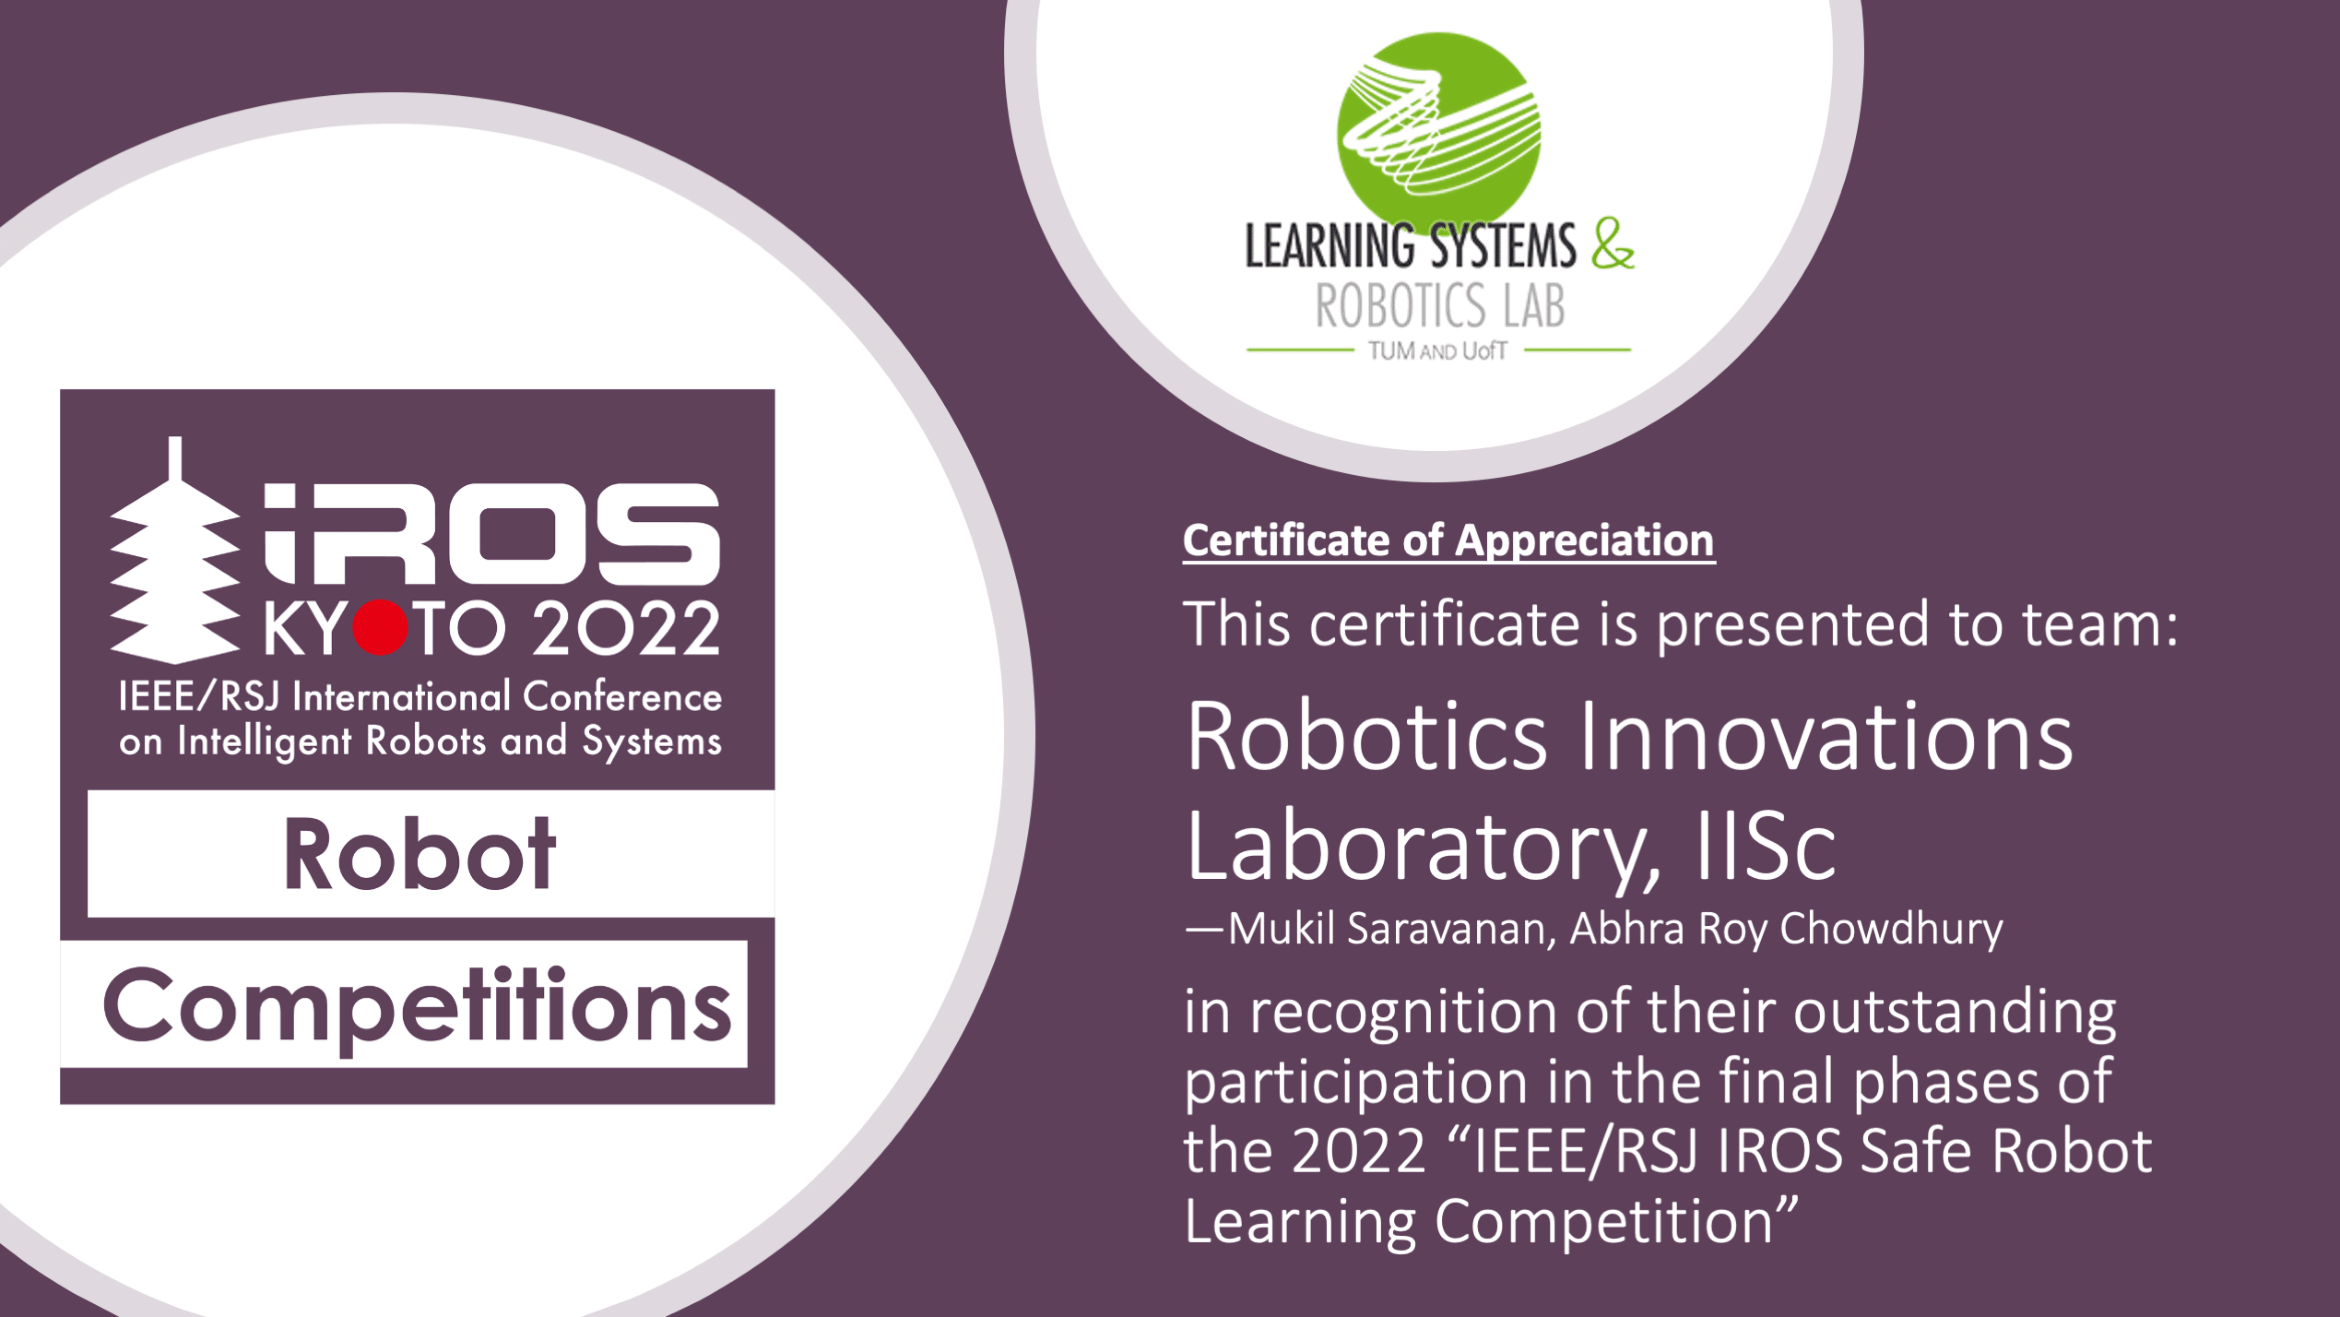 LEARNING SYSTEMS &
ROBOTICS LAB
TUM AND UofT
iROS
KYOTO 2022
IEEE/RSJ International Conference
on Intelligent Robots and Systems
Robot
Competitions
Certificate of Appreciation
This certificate is presented to team:
Robotics Innovations
Laboratory, IISc
—Mukil Saravanan, Abhra Roy Chowdhury
in recognition of their outstanding
participation in the final phases of
the 2022 “IEEE/RSJ IROS Safe Robot
Learning Competition”